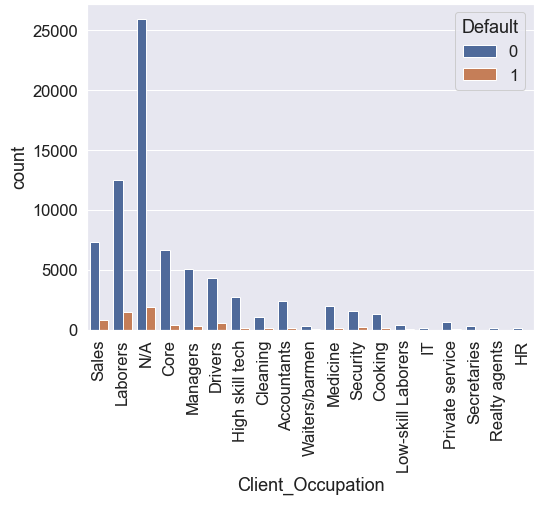 Default
0
1
25000
20000
15000
10000
5000
0
count
Sales
Laborers
N/A
Core
Managers
Drivers
High skill tech
Cleaning
Accountants
Waiters/barmen
Medicine
Security
Cooking
Low-skill Laborers
IT
Private service
Secretaries
Realty agents
HR
Client_Occupation